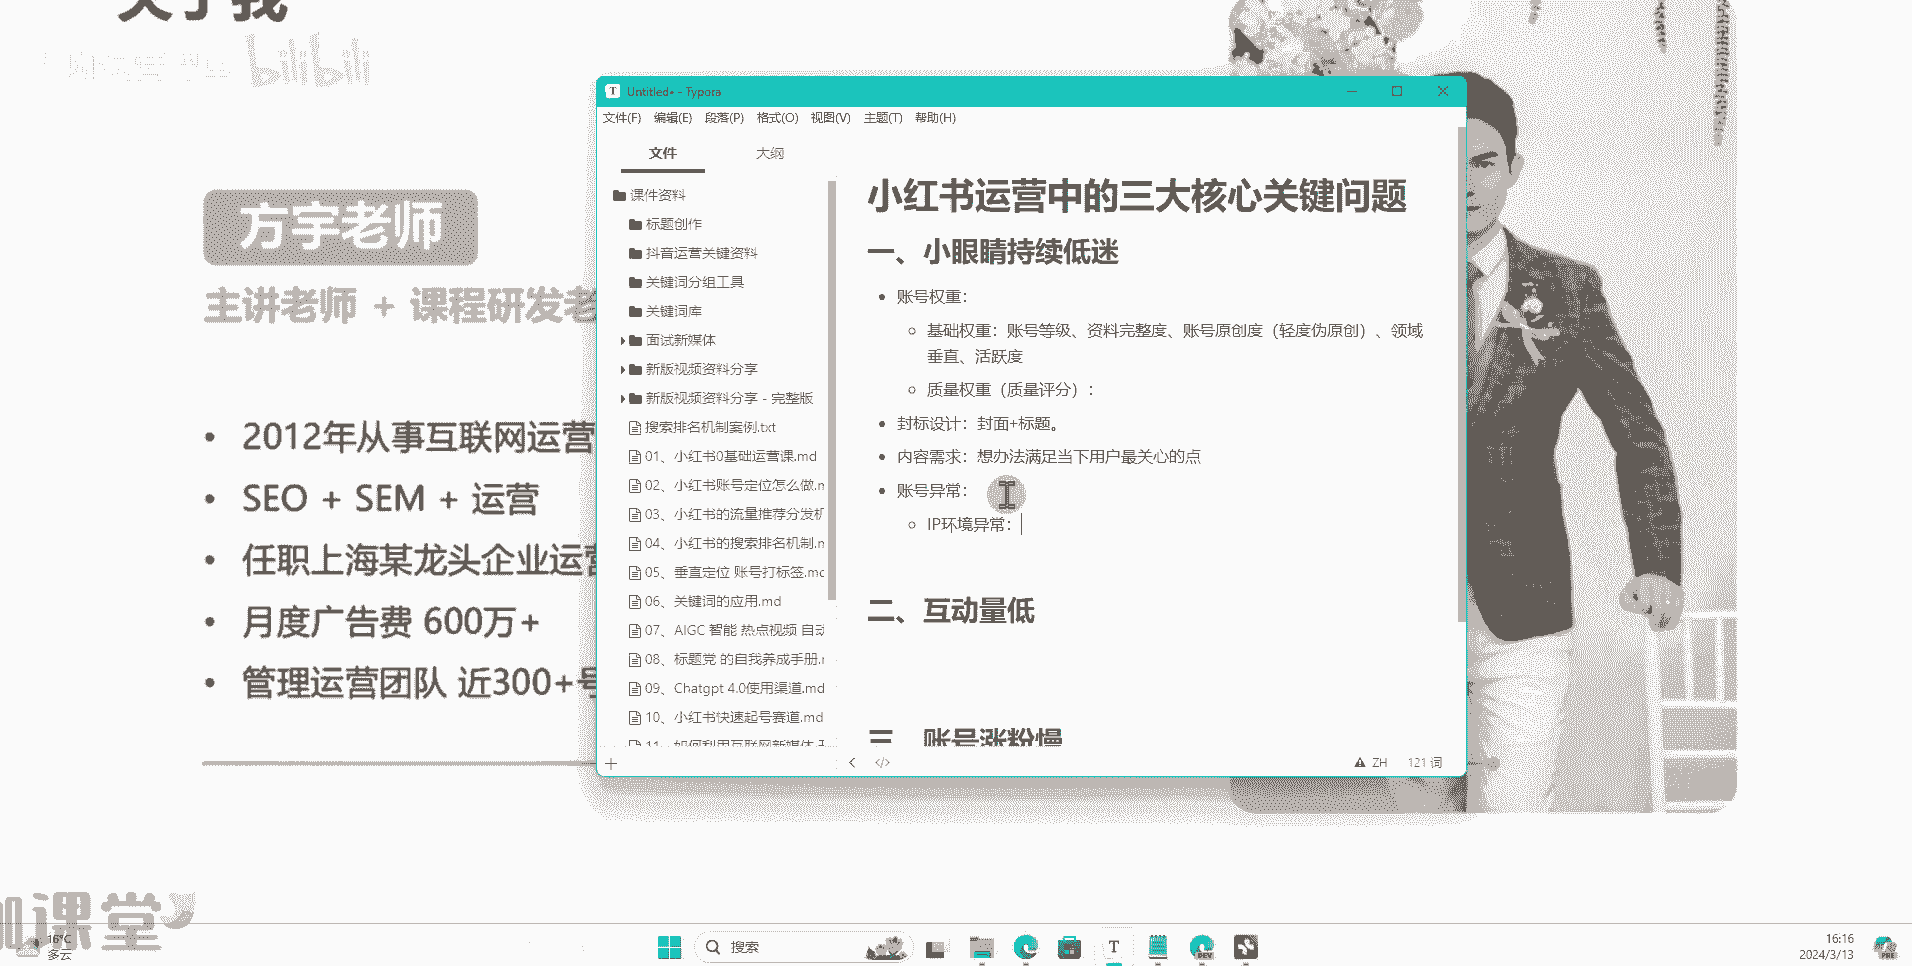 关于我
bilibili
方宇老师
主讲老师 + 课程研发老
2012年从事互联网运营
SEO + SEM + 运营
任职上海某龙头企业运营
月度广告费 600万+
管理运营团队 近300+号
Untitled• - Typora
文件(F) 编辑(E) 段落(P) 格式(O) 视图(V) 主题(T) 帮助(H)
文件 大纲
课件资料
标题创作
抖音运营关键资料
关键词分组工具
关键词库
面试新媒体
新版视频资料分享
新版视频资料分享 - 完整版
搜索排名机制案例.txt
01、小红书0基础运营课.md
02、小红书账号定位怎么做.m
03、小红书的流量推荐分发机
04、小红书的搜索排名机制.m
05、垂直定位 账号打标签.mc
06、关键词的应用.md
07、AIGC 智能 热点视频 自动
08、标题党 的自我养成手册.r
09、Chatgpt 4.0使用渠道.md
10、小红书快速起号赛道.md
11、如何利用互联网新媒体 开
小红书运营中的三大核心关键问题
一、小眼睛持续低迷
账号权重：
基础权重：账号等级、资料完整度、账号原创度（轻度伪原创）、领域
垂直、活跃度
质量权重（质量评分）：
封标设计：封面+标题。
内容需求：想办法满足当下用户最关心的点
账号异常：
IP环境异常：
二、互动量低
三、账号涨粉慢
ZH 121 词
加课堂
16°C
多云
搜索
T
DEV
16:16
2024/3/13
PRE